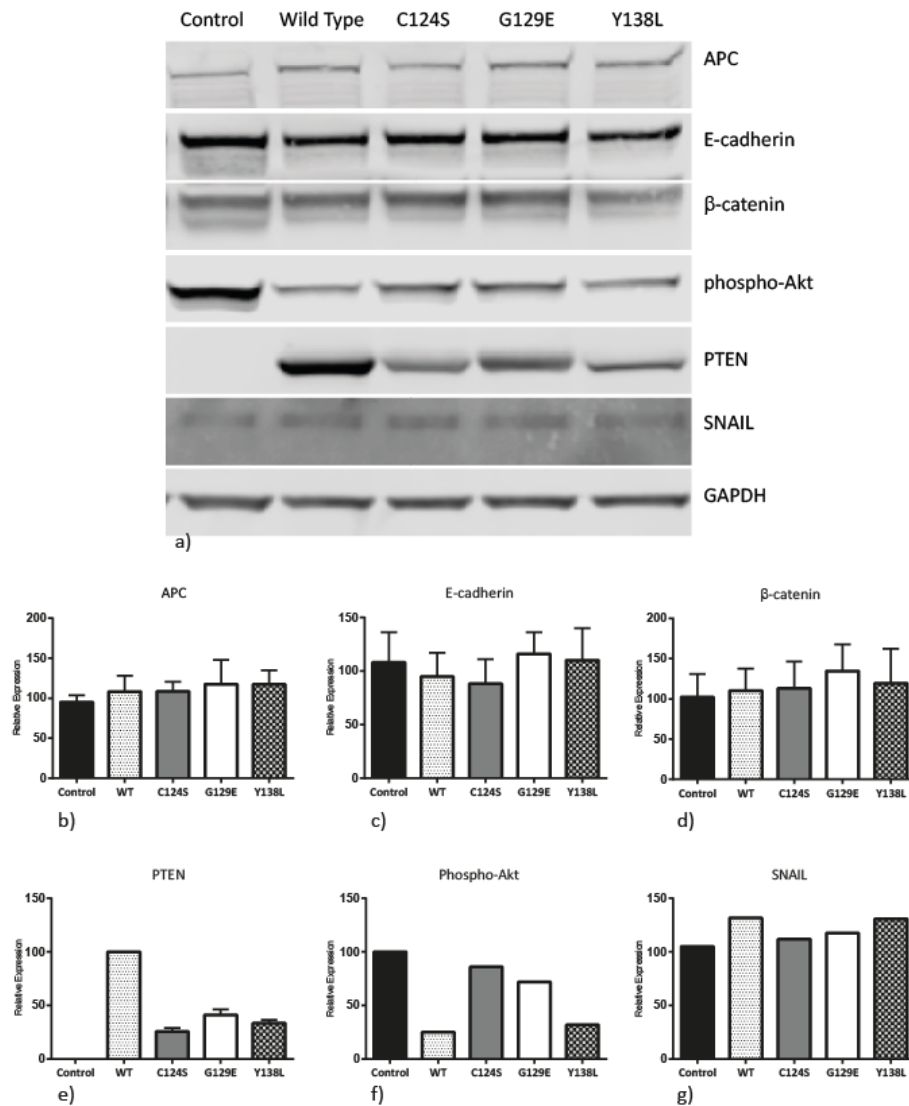 Control Wild Type C124S G129E Y138L
APC
E-cadherin
β-catenin
phospho-Akt
PTEN
SNAIL
GAPDH
a)
APC
Relative Expression
200
150
100
50
0
Control WT C124S G129E Y138L
b)
E-cadherin
Relative Expression
150
100
50
0
Control WT C124S G129E Y138L
c)
β-catenin
Relative Expression
200
150
100
50
0
Control WT C124S G129E Y138L
d)
PTEN
Relative Expression
150
100
50
0
Control WT C124S G129E Y138L
e)
Phospho-Akt
Relative Expression
150
100
50
0
Control WT C124S G129E Y138L
f)
SNAIL
Relative Expression
150
100
50
0
Control WT C124S G129E Y138L
g)